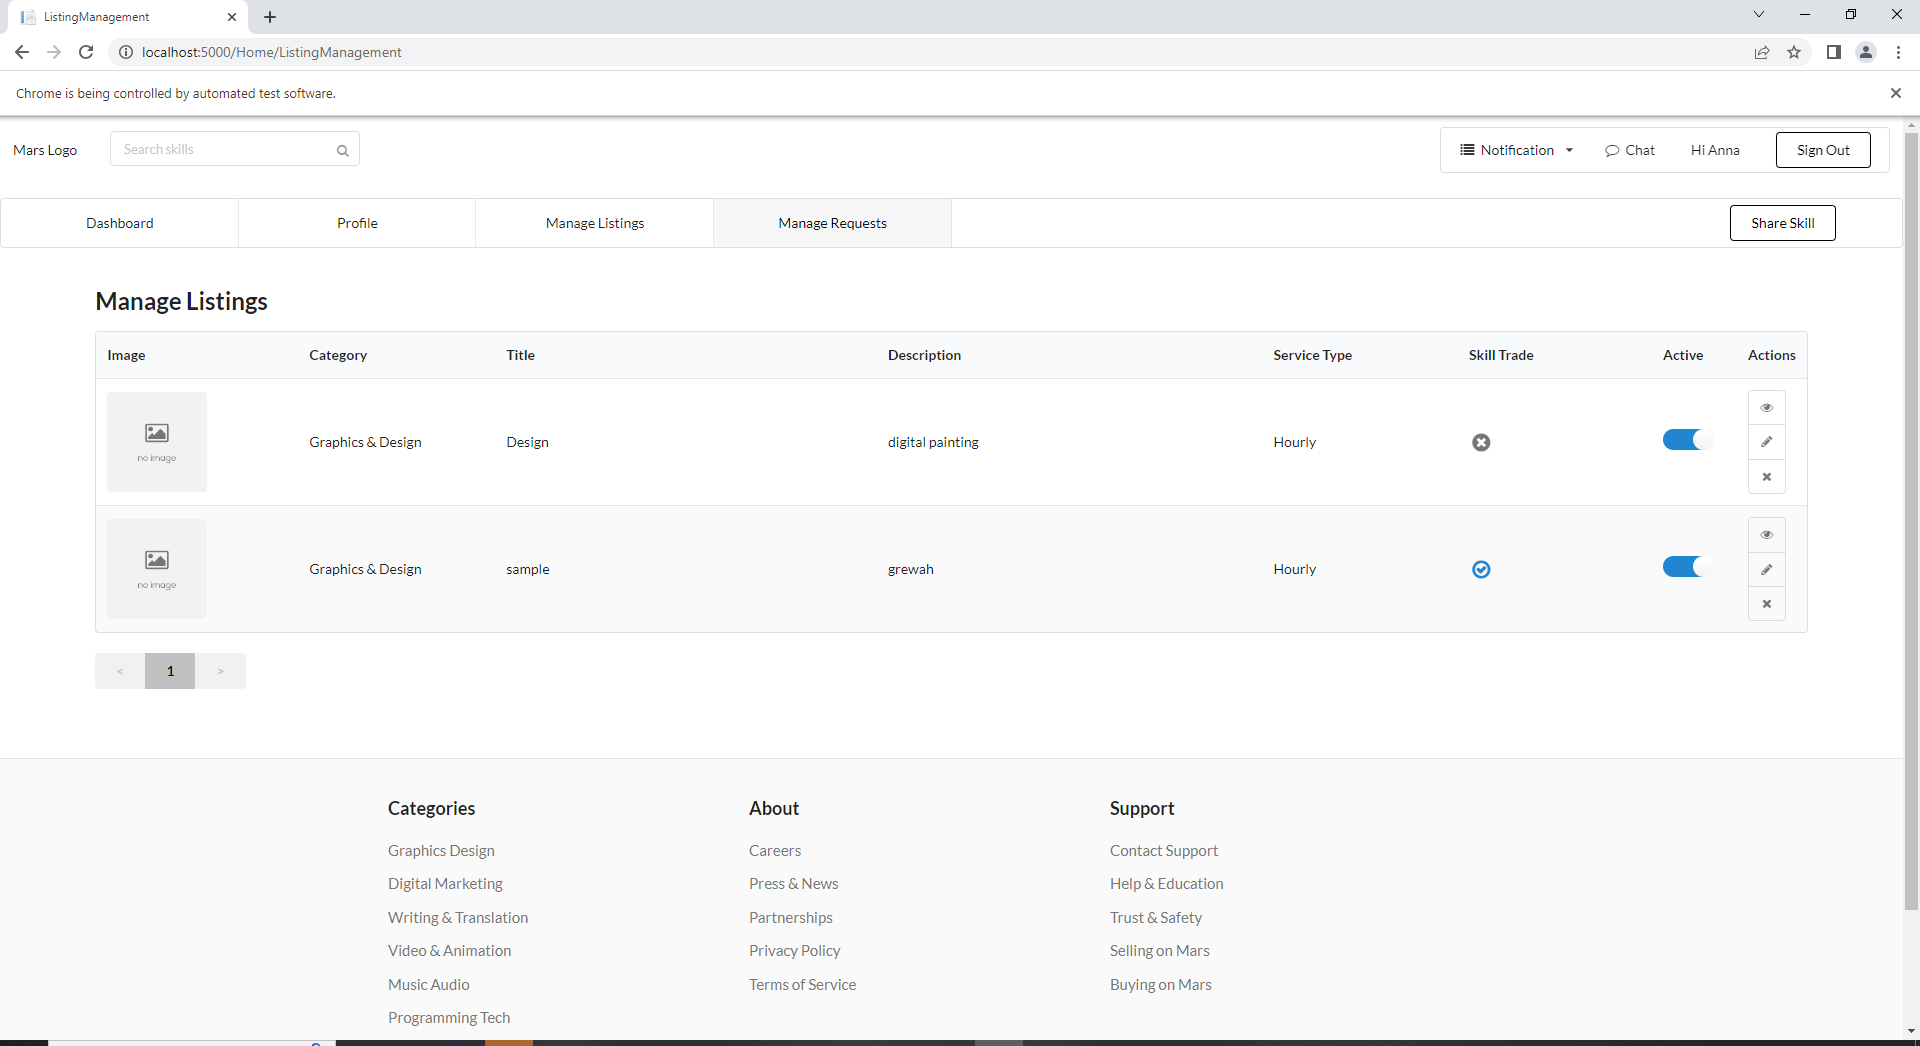 ListingManagement
localhost:5000/Home/ListingManagement
Chrome is being controlled by automated test software.
Mars Logo
Search skills
Notification
Chat
Hi Anna
Sign Out
Dashboard
Profile
Manage Listings
Manage Requests
Share Skill
Manage Listings
Image Category Title Description Service Type Skill Trade Active Actions
no image
Graphics & Design Design digital painting Hourly
no image
Graphics & Design sample grewah Hourly
< 1 >
Categories
Graphics Design
Digital Marketing
Writing & Translation
Video & Animation
Music Audio
Programming Tech
About
Careers
Press & News
Partnerships
Privacy Policy
Terms of Service
Support
Contact Support
Help & Education
Trust & Safety
Selling on Mars
Buying on Mars